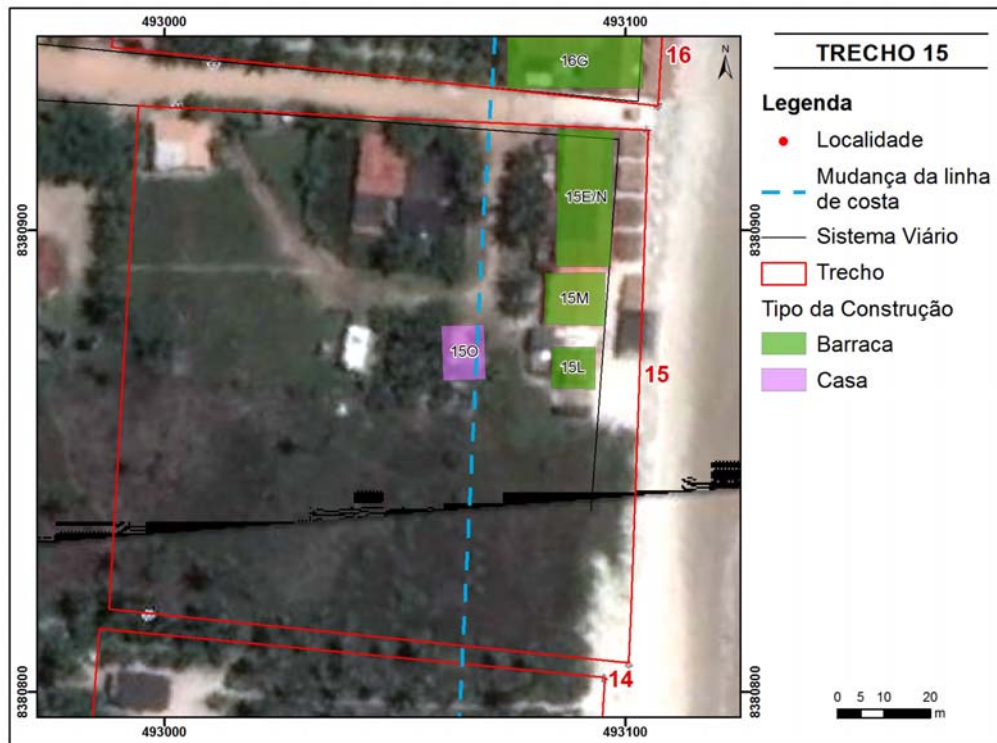 493000
493100
16G
16
N
TRECHO 15
Legenda
Localidade
Mudança da linha
de costa
Sistema Viário
Trecho
Tipo da Construção
Barraca
Casa
8380900
8380900
15E/N
15M
15O
15L
15
14
8380800
8380800
0 5 10 20
m
493000
493100